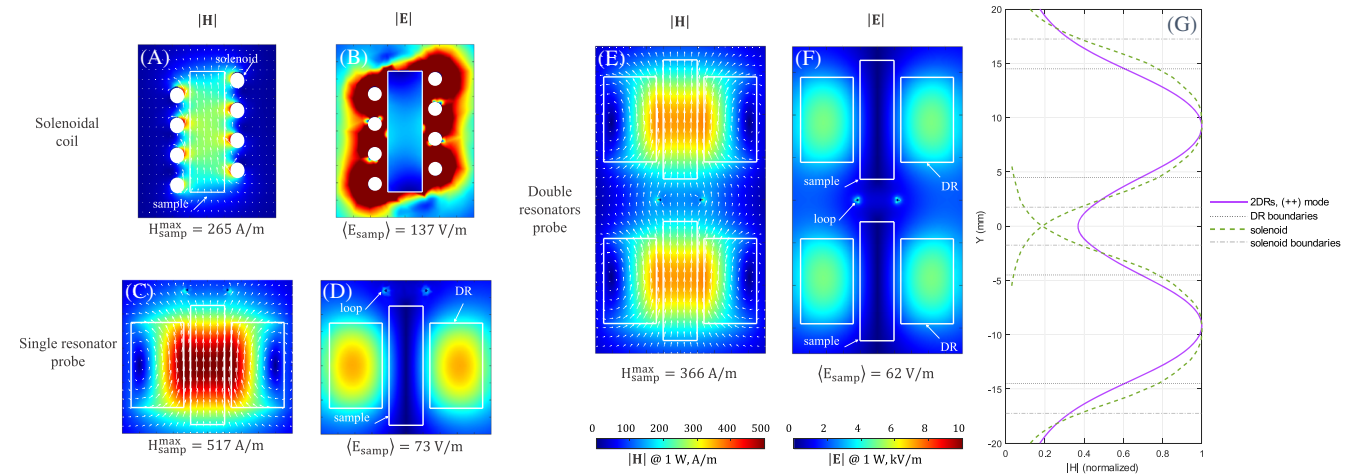 |H|
|E|
|H|
|E|
Solenoidal
coil
(A)
solenoid
sample
H_samp^max = 265 A/m
(B)
⟨E_samp⟩ = 137 V/m
Single resonator
probe
(C)
H_samp^max = 517 A/m
(D)
loop
DR
sample
⟨E_samp⟩ = 73 V/m
Double
resonators
probe
(E)
H_samp^max = 366 A/m
(F)
sample
DR
loop
sample
DR
⟨E_samp⟩ = 62 V/m
0 100 200 300 400 500
|H| @ 1 W, A/m
0 2 4 6 8 10
|E| @ 1 W, kV/m
(G)
20
15
10
5
0
-5
-10
-15
-20
Y (mm)
0 0.2 0.4 0.6 0.8 1
|H| (normalized)
2DRs, (++) mode
DR boundaries
solenoid
solenoid boundaries